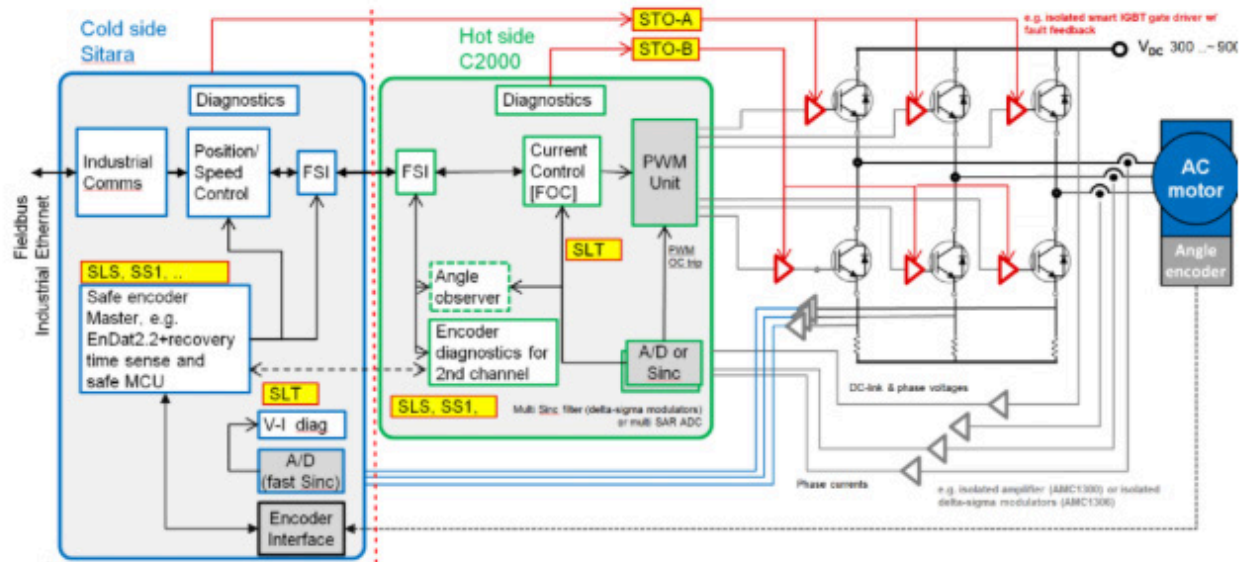 Cold side
Sitara
Diagnostics
Industrial
Comms
Position/
Speed
Control
FSI
Fieldbus
Industrial Ethernet
SLS, SS1, ..
Safe encoder
Master, e.g.
EnDat2.2+recovery
time sense and
safe MCU
SLT
V-I diag
A/D
(fast Sinc)
Encoder
Interface
Hot side
C2000
Diagnostics
FSI
Current
Control
[FOC]
PWM
Unit
SLT
PWM
OC trip
Angle
observer
Encoder
diagnostics for
2nd channel
A/D or
Sinc
SLS, SS1,
Multi Sinc filter (delta-sigma modulators)
or multi SAR ADC
STO-A
STO-B
e.g. isolated smart IGBT gate driver w/
fault feedback
VDC 300 ..~ 900
AC
motor
Angle
encoder
DC-link & phase voltages
Phase currents
e.g. isolated amplifier (AMC1300) or isolated
delta-sigma modulators (AMC1306)